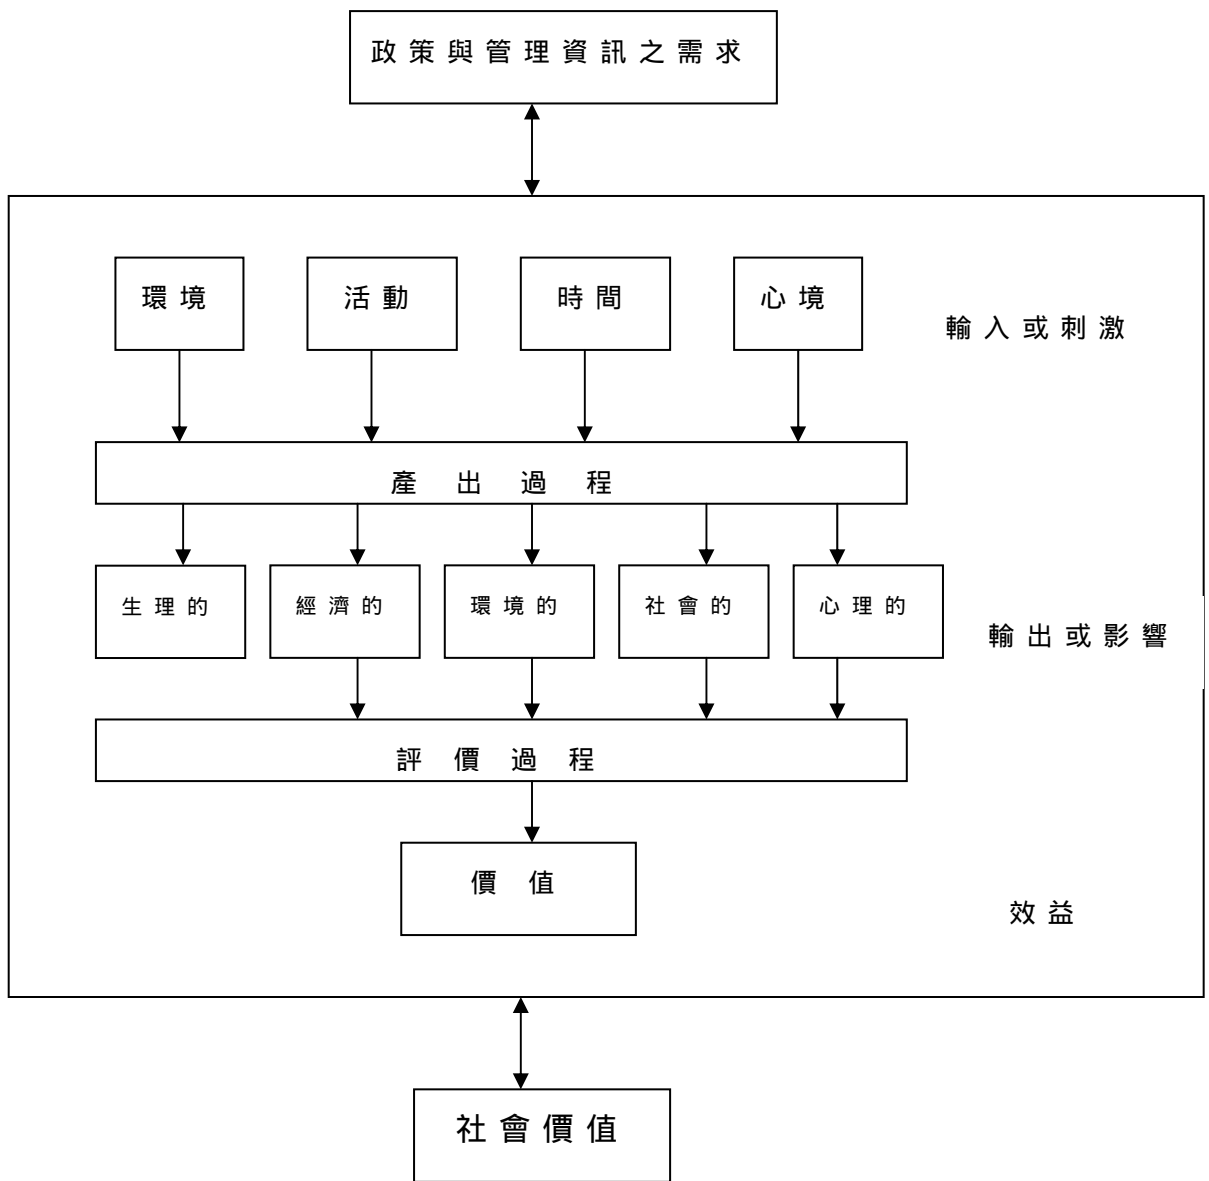 政策與管理資訊之需求
環境
活動
時間
心境
輸入或刺激
產出過程
生理的
經濟的
環境的
社會的
心理的
輸出或影響
評價過程
價值
效益
社會價值